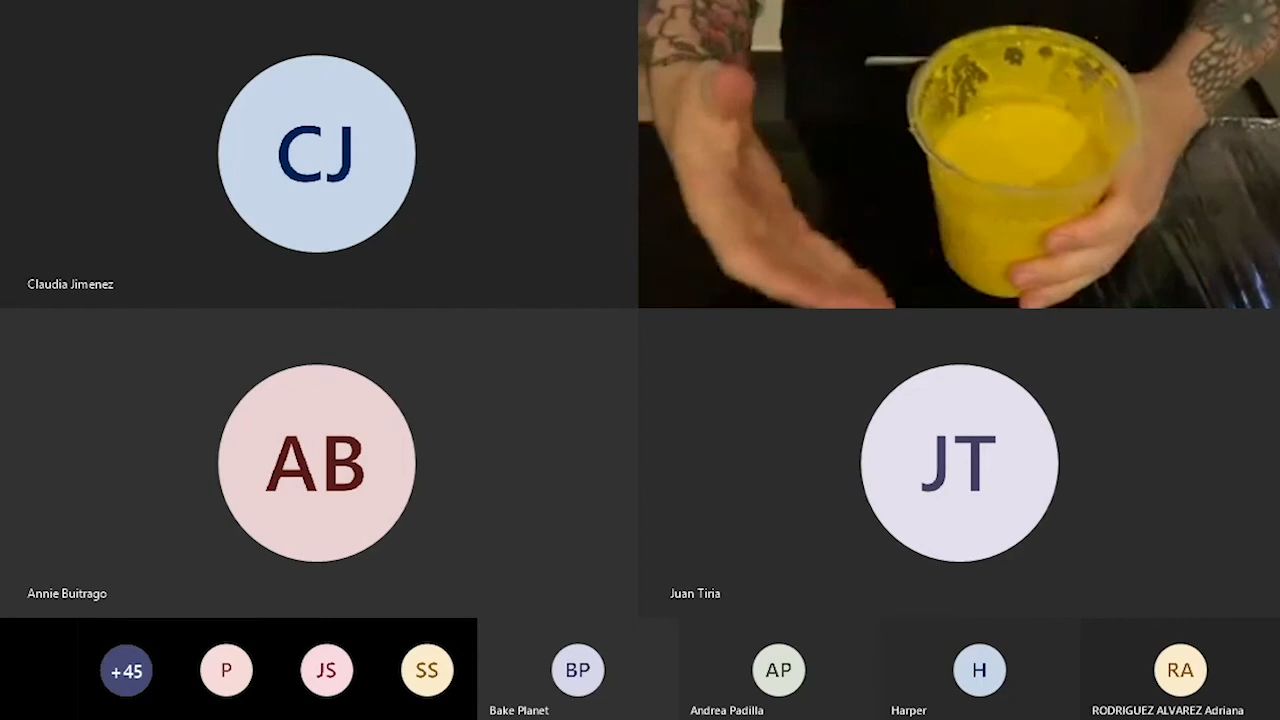 CJ
Claudia Jimenez
AB
Annie Buitrago
JT
Juan Tiria
+45
P
JS
SS
BP
Bake Planet
AP
Andrea Padilla
H
Harper
RA
RODRIGUEZ ALVAREZ Adriana